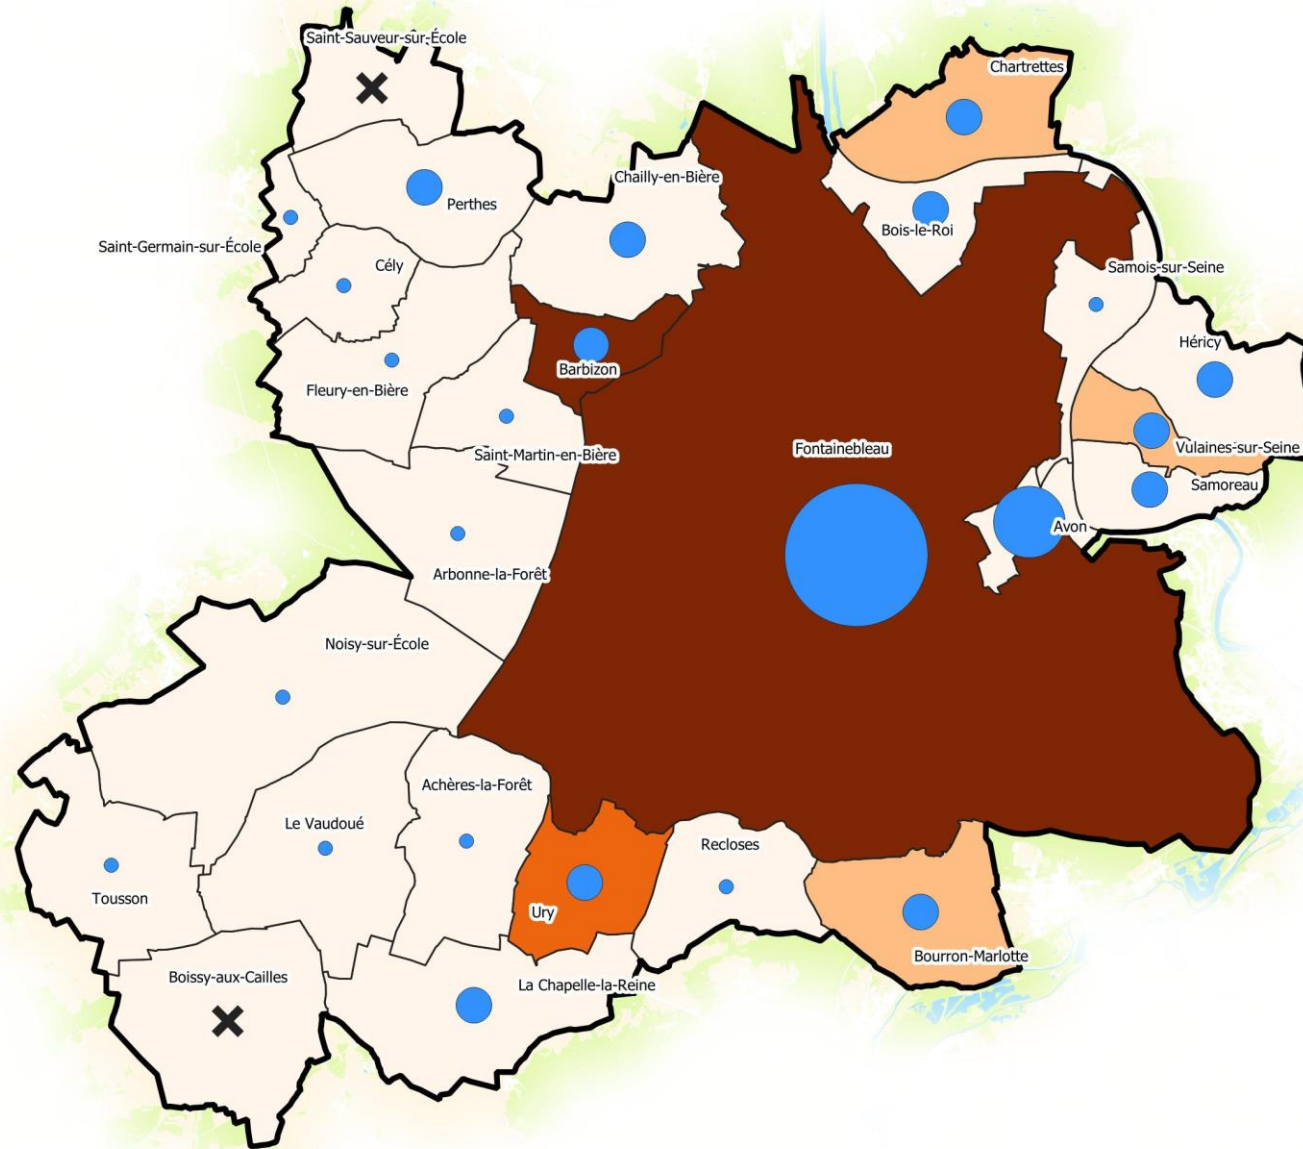 Saint-Sauveur-sur-École
Chartrettes
Chailly-en-Bière
Perthes
Bois-le-Roi
Saint-Germain-sur-École
Cély
Samois-sur-Seine
Héricy
Barbizon
Fleury-en-Bière
Fontainebleau
Vulaines-sur-Seine
Saint-Martin-en-Bière
Samoreau
Avon
Arbonne-la-Forêt
Noisy-sur-École
Achères-la-Forêt
Le Vaudoué
Recloses
Tousson
Ury
Bourron-Marlotte
Boissy-aux-Cailles
La Chapelle-la-Reine